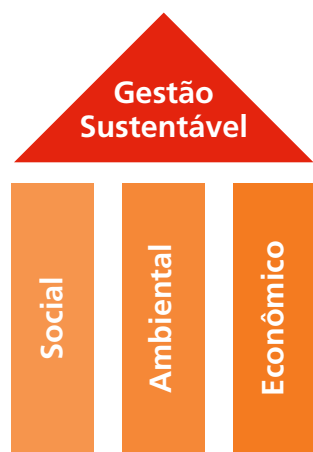 Gestão
Sustentável
Social
Ambiental
Econômico